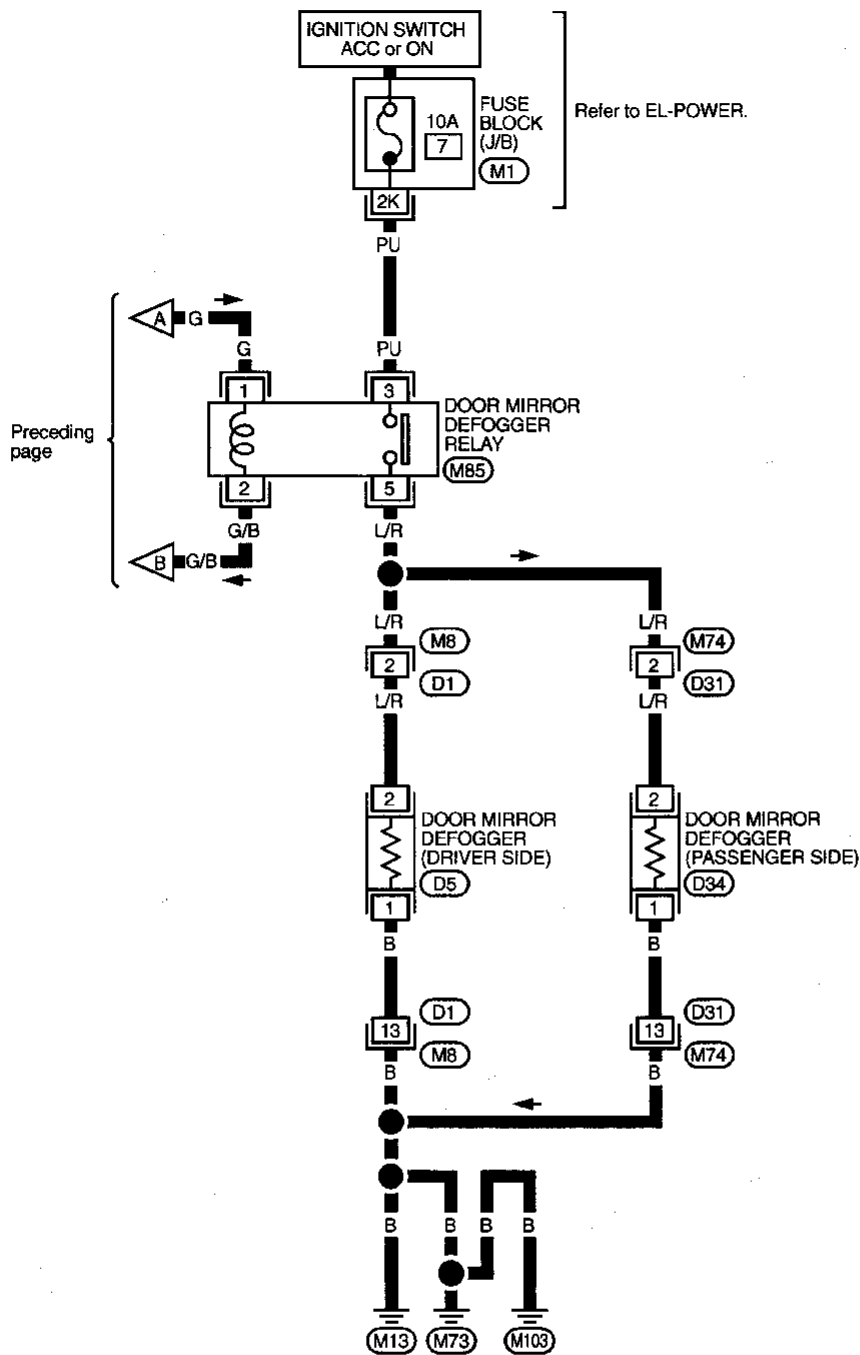 IGNITION SWITCH
ACC or ON
10A
7
FUSE
BLOCK
(J/B)
M1
Refer to EL-POWER.
2K
PU
A
G
G
PU
1
3
DOOR MIRROR
DEFOGGER
RELAY
M85
Preceding
page
2
5
G/B
L/R
B
G/B
L/R
L/R
M8
M74
2
2
D1
D31
L/R
L/R
2
2
DOOR MIRROR
DEFOGGER
(DRIVER SIDE)
D5
DOOR MIRROR
DEFOGGER
(PASSENGER SIDE)
D34
1
1
B
B
D1
D31
13
13
M8
M74
B
B
B
B
B
B
M13
M73
M103